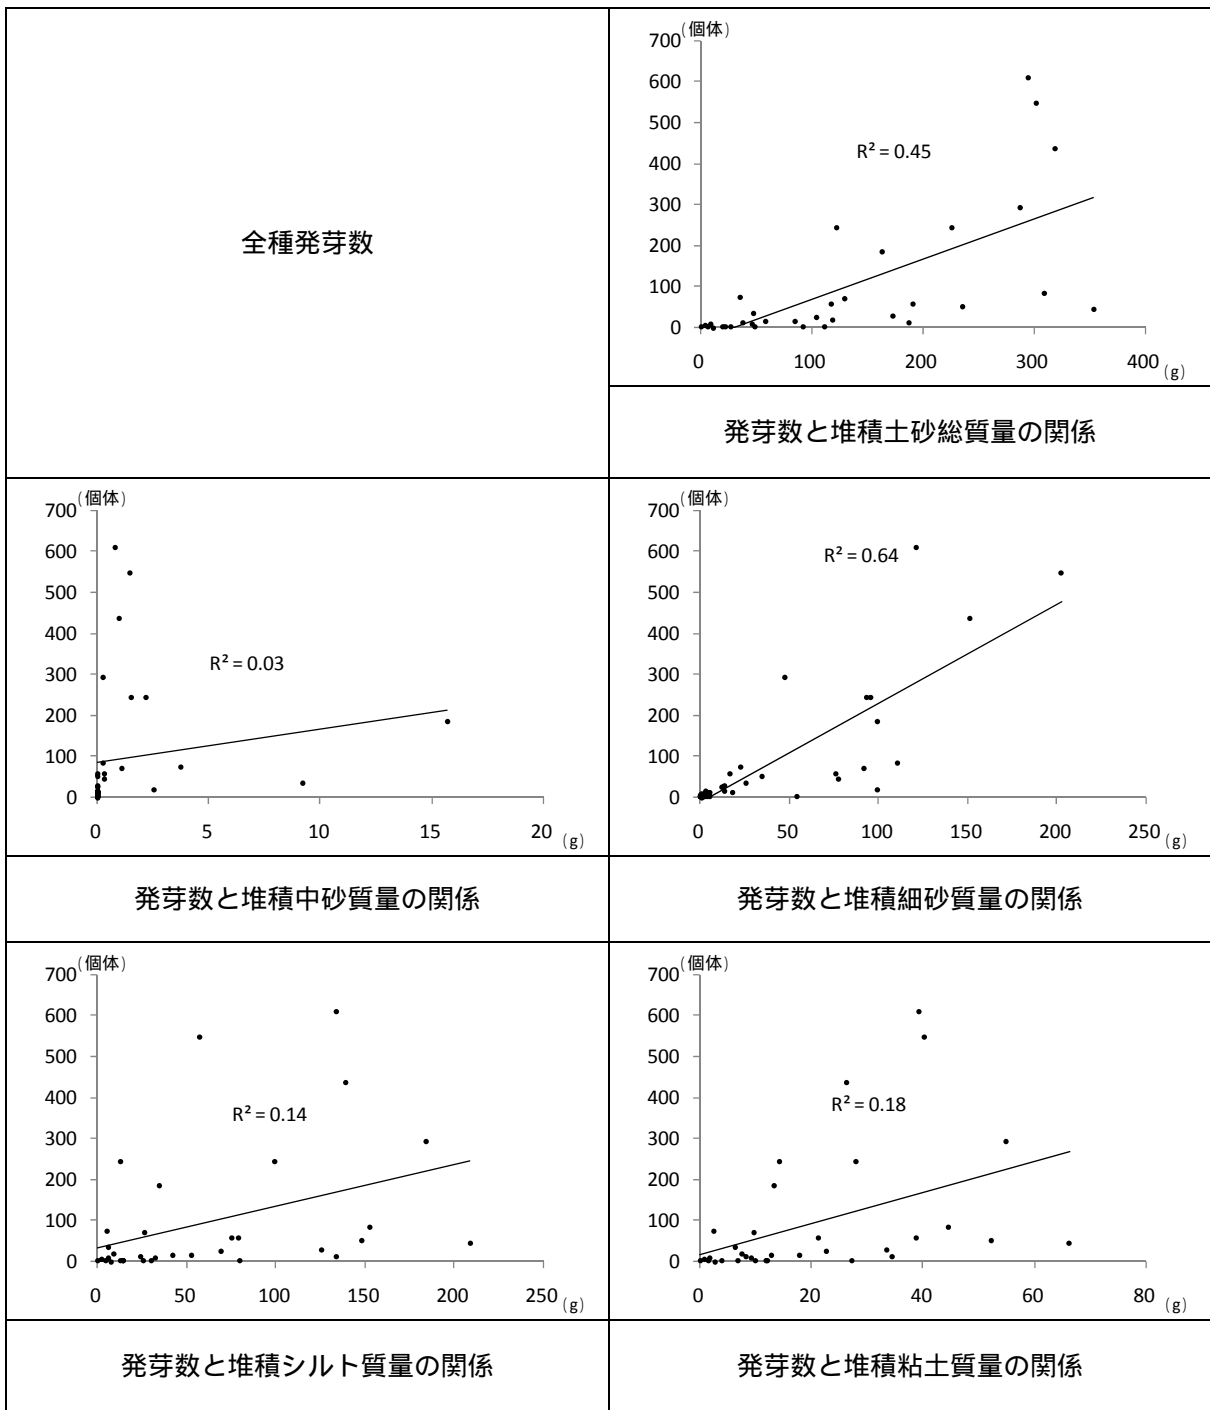 全種発芽数
(個体)
700
600
500
400
300
200
100
0
R² = 0.45
0 100 200 300 400 (g)
発芽数と堆積土砂総質量の関係
(個体)
700
600
500
400
300
200
100
0
R² = 0.03
0 5 10 15 20 (g)
発芽数と堆積中砂質量の関係
(個体)
700
600
500
400
300
200
100
0
R² = 0.64
0 50 100 150 200 250 (g)
発芽数と堆積細砂質量の関係
(個体)
700
600
500
400
300
200
100
0
R² = 0.14
0 50 100 150 200 250 (g)
発芽数と堆積シルト質量の関係
(個体)
700
600
500
400
300
200
100
0
R² = 0.18
0 20 40 60 80 (g)
発芽数と堆積粘土質量の関係